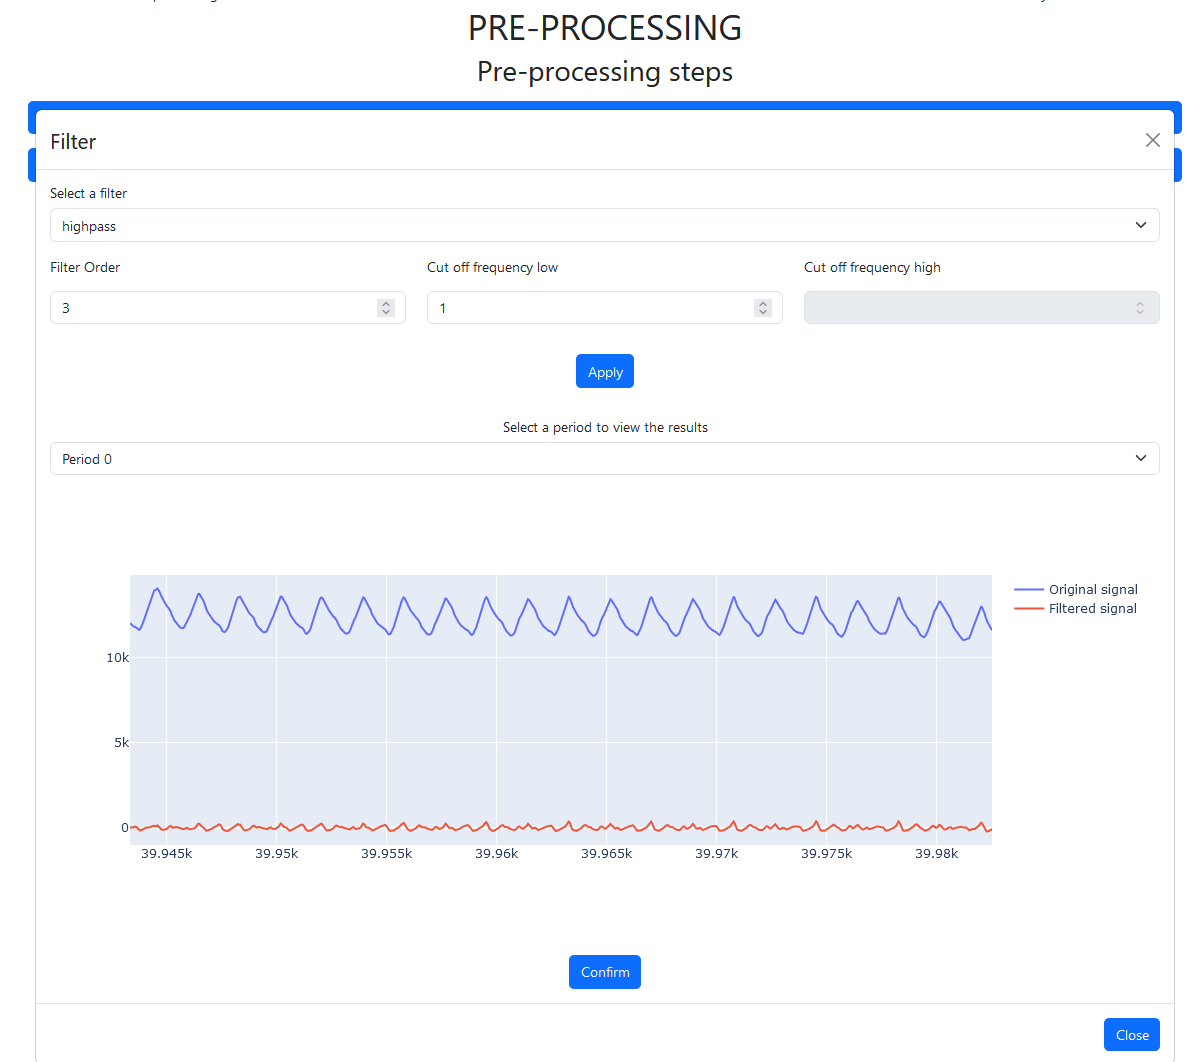 PRE-PROCESSING
Pre-processing steps
Filter
Select a filter
highpass
Filter Order
Cut off frequency low
Cut off frequency high
3
1
Apply
Select a period to view the results
Period 0
Original signal
Filtered signal
10k
5k
0
39.945k 39.95k 39.955k 39.96k 39.965k 39.97k 39.975k 39.98k
Confirm
Close